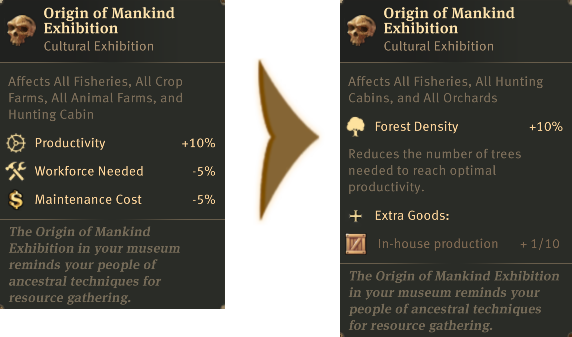 Origin of Mankind
Exhibition
Cultural Exhibition
Affects All Fisheries, All Crop
Farms, All Animal Farms, and
Hunting Cabin
Productivity +10%
Workforce Needed -5%
Maintenance Cost -5%
The Origin of Mankind
Exhibition in your museum
reminds your people of
ancestral techniques for
resource gathering.
Origin of Mankind
Exhibition
Cultural Exhibition
Affects All Fisheries, All Hunting
Cabins, and All Orchards
Forest Density +10%
Reduces the number of trees
needed to reach optimal
productivity.
Extra Goods:
In-house production + 1/10
The Origin of Mankind Exhibition
in your museum reminds your
people of ancestral techniques
for resource gathering.